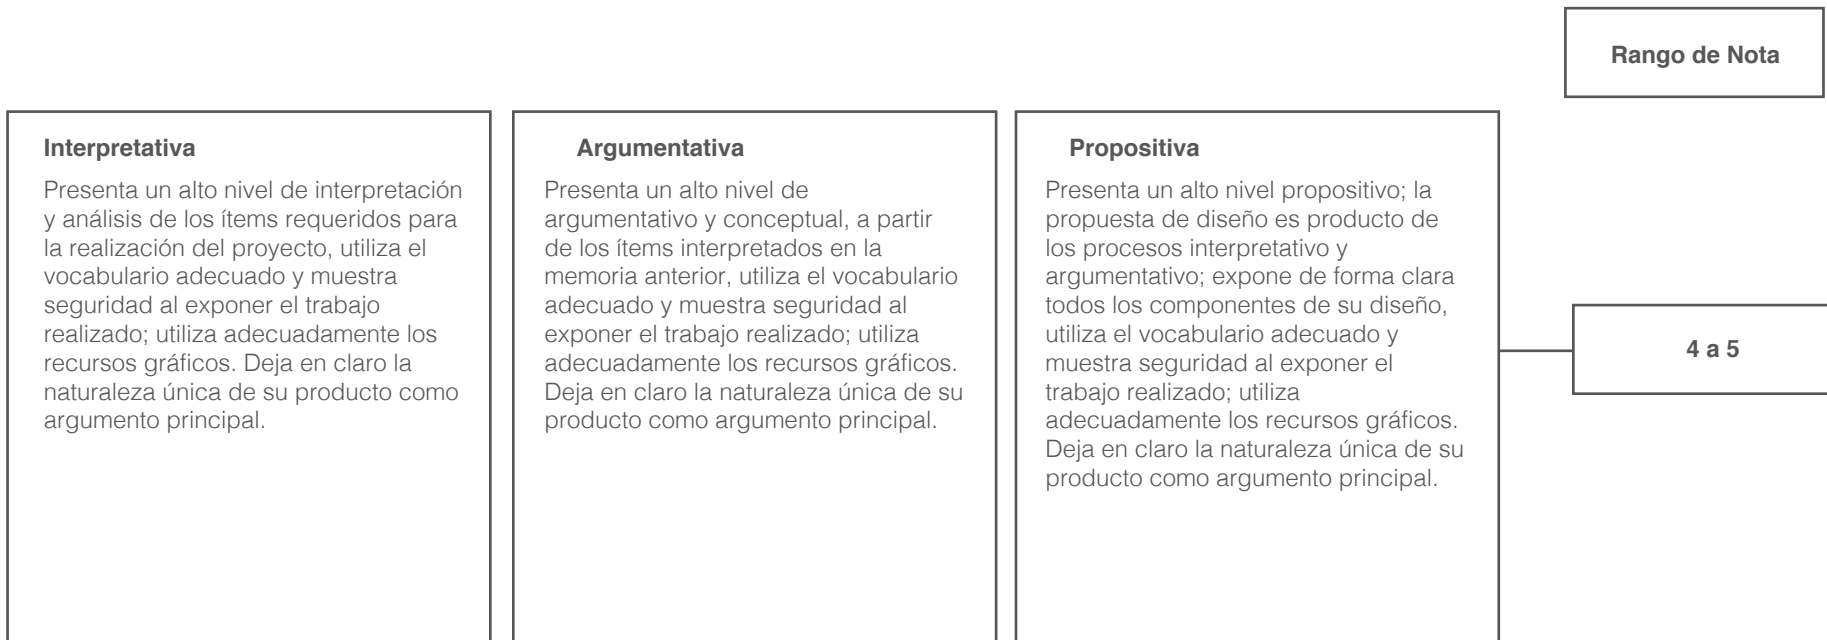 Rango de Nota
Interpretativa
Presenta un alto nivel de interpretación
y análisis de los ítems requeridos para
la realización del proyecto, utiliza el
vocabulario adecuado y muestra
seguridad al exponer el trabajo
realizado; utiliza adecuadamente los
recursos gráficos. Deja en claro la
naturaleza única de su producto como
argumento principal.
Argumentativa
Presenta un alto nivel de
argumentativo y conceptual, a partir
de los ítems interpretados en la
memoria anterior, utiliza el vocabulario
adecuado y muestra seguridad al
exponer el trabajo realizado; utiliza
adecuadamente los recursos gráficos.
Deja en claro la naturaleza única de su
producto como argumento principal.
Propositiva
Presenta un alto nivel propositivo; la
propuesta de diseño es producto de
los procesos interpretativo y
argumentativo; expone de forma clara
todos los componentes de su diseño,
utiliza el vocabulario adecuado y
muestra seguridad al exponer el
trabajo realizado; utiliza
adecuadamente los recursos gráficos.
Deja en claro la naturaleza única de su
producto como argumento principal.
4 a 5